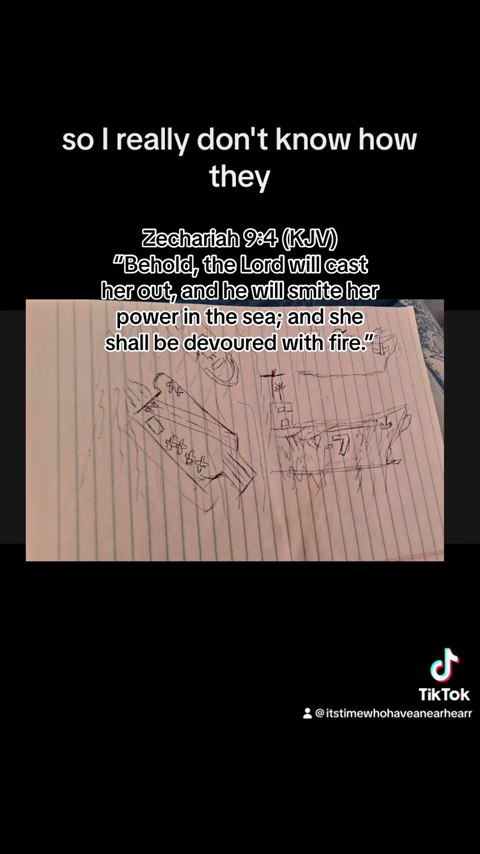 so I really don't know how
they
Zechariah 9:4 (KJV)
“Behold, the Lord will cast
her out, and he will smite her
power in the sea; and she
shall be devoured with fire.”
7
TikTok
@itstimewhohaveanearhearr